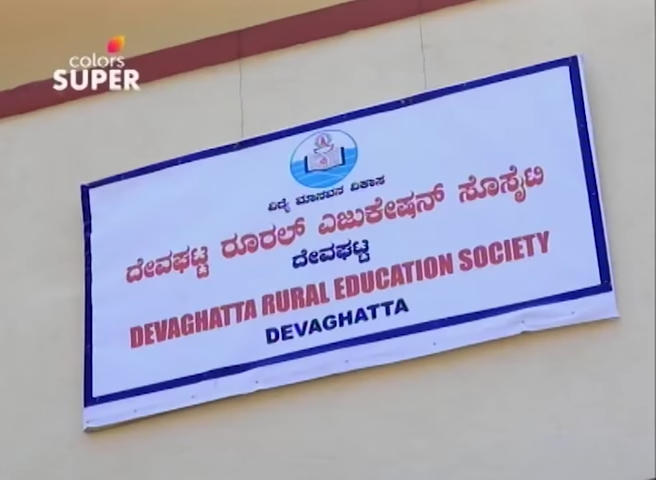 colors
SUPER
ವಿದ್ಯೆ ಮಾನವನ ವಿಕಾಸ
ದೇವಘಟ್ಟ ರೂರಲ್ ಎಜುಕೇಷನ್ ಸೊಸೈಟಿ
ದೇವಘಟ್ಟ
DEVAGHATTA RURAL EDUCATION SOCIETY
DEVAGHATTA